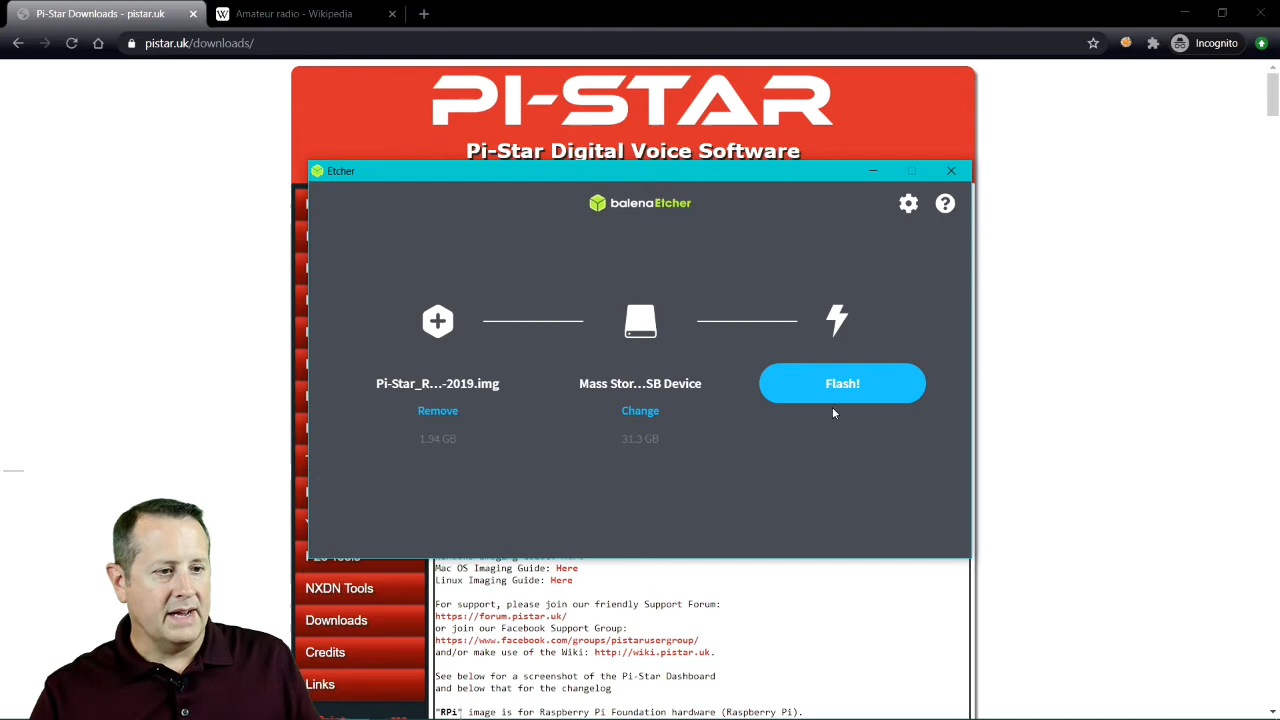 Pi-Star Downloads - pistar.uk
Amateur radio - Wikipedia
pistar.uk/downloads/
Incognito
PI-STAR
Pi-Star Digital Voice Software
Etcher
balenaEtcher
Pi-Star_R...-2019.img
Mass Stor...SB Device
Flash!
Remove
Change
1.94 GB
31.3 GB
Mac OS Imaging Guide: Here
Linux Imaging Guide: Here
For support, please join our friendly Support Forum:
https://forum.pistar.uk/
or join our Facebook Support Group:
https://www.facebook.com/groups/pistarusergroup/
and/or make use of the Wiki: http://wiki.pistar.uk.
See below for a screenshot of the Pi-Star Dashboard
and below that for the changelog
"RPi" image is for Raspberry Pi Foundation hardware (Raspberry Pi).
NXDN Tools
Downloads
Credits
Links